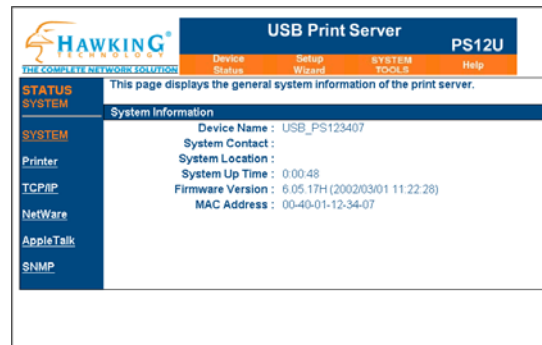 HAWKING®
TECHNOLOGY
THE COMPLETE NETWORK SOLUTION
USB Print Server
PS12U
Device Status
Setup Wizard
SYSTEM TOOLS
Help
STATUS
SYSTEM
SYSTEM
Printer
TCP/IP
NetWare
AppleTalk
SNMP
This page displays the general system information of the print server.
System Information
Device Name : USB_PS123407
System Contact :
System Location :
System Up Time : 0:00:48
Firmware Version : 6.05.17H (2002/03/01 11:22:28)
MAC Address : 00-40-01-12-34-07